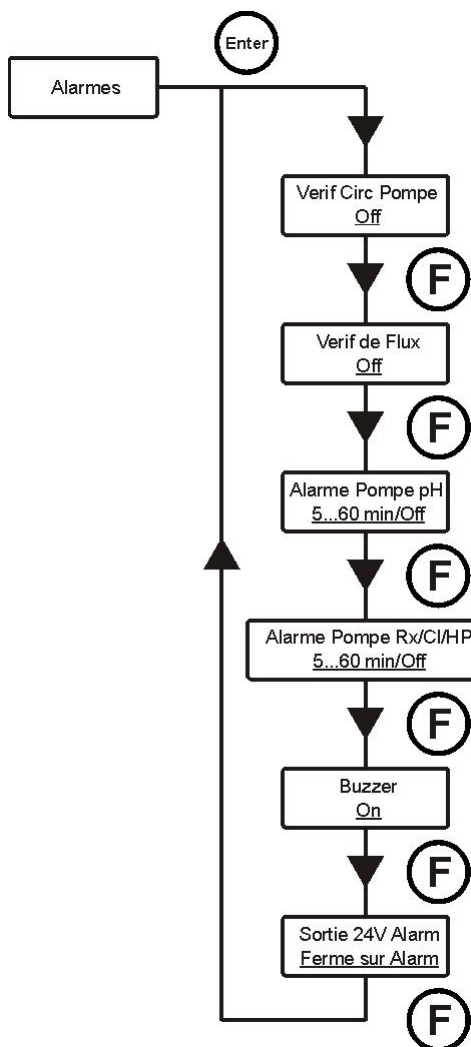 Enter
Alarmes
Verif Circ Pompe
Off
F
Verif de Flux
Off
F
Alarme Pompe pH
5...60 min/Off
F
Alarme Pompe Rx/Cl/HP
5...60 min/Off
F
Buzzer
On
F
Sortie 24V Alarm
Ferme sur Alarm
F